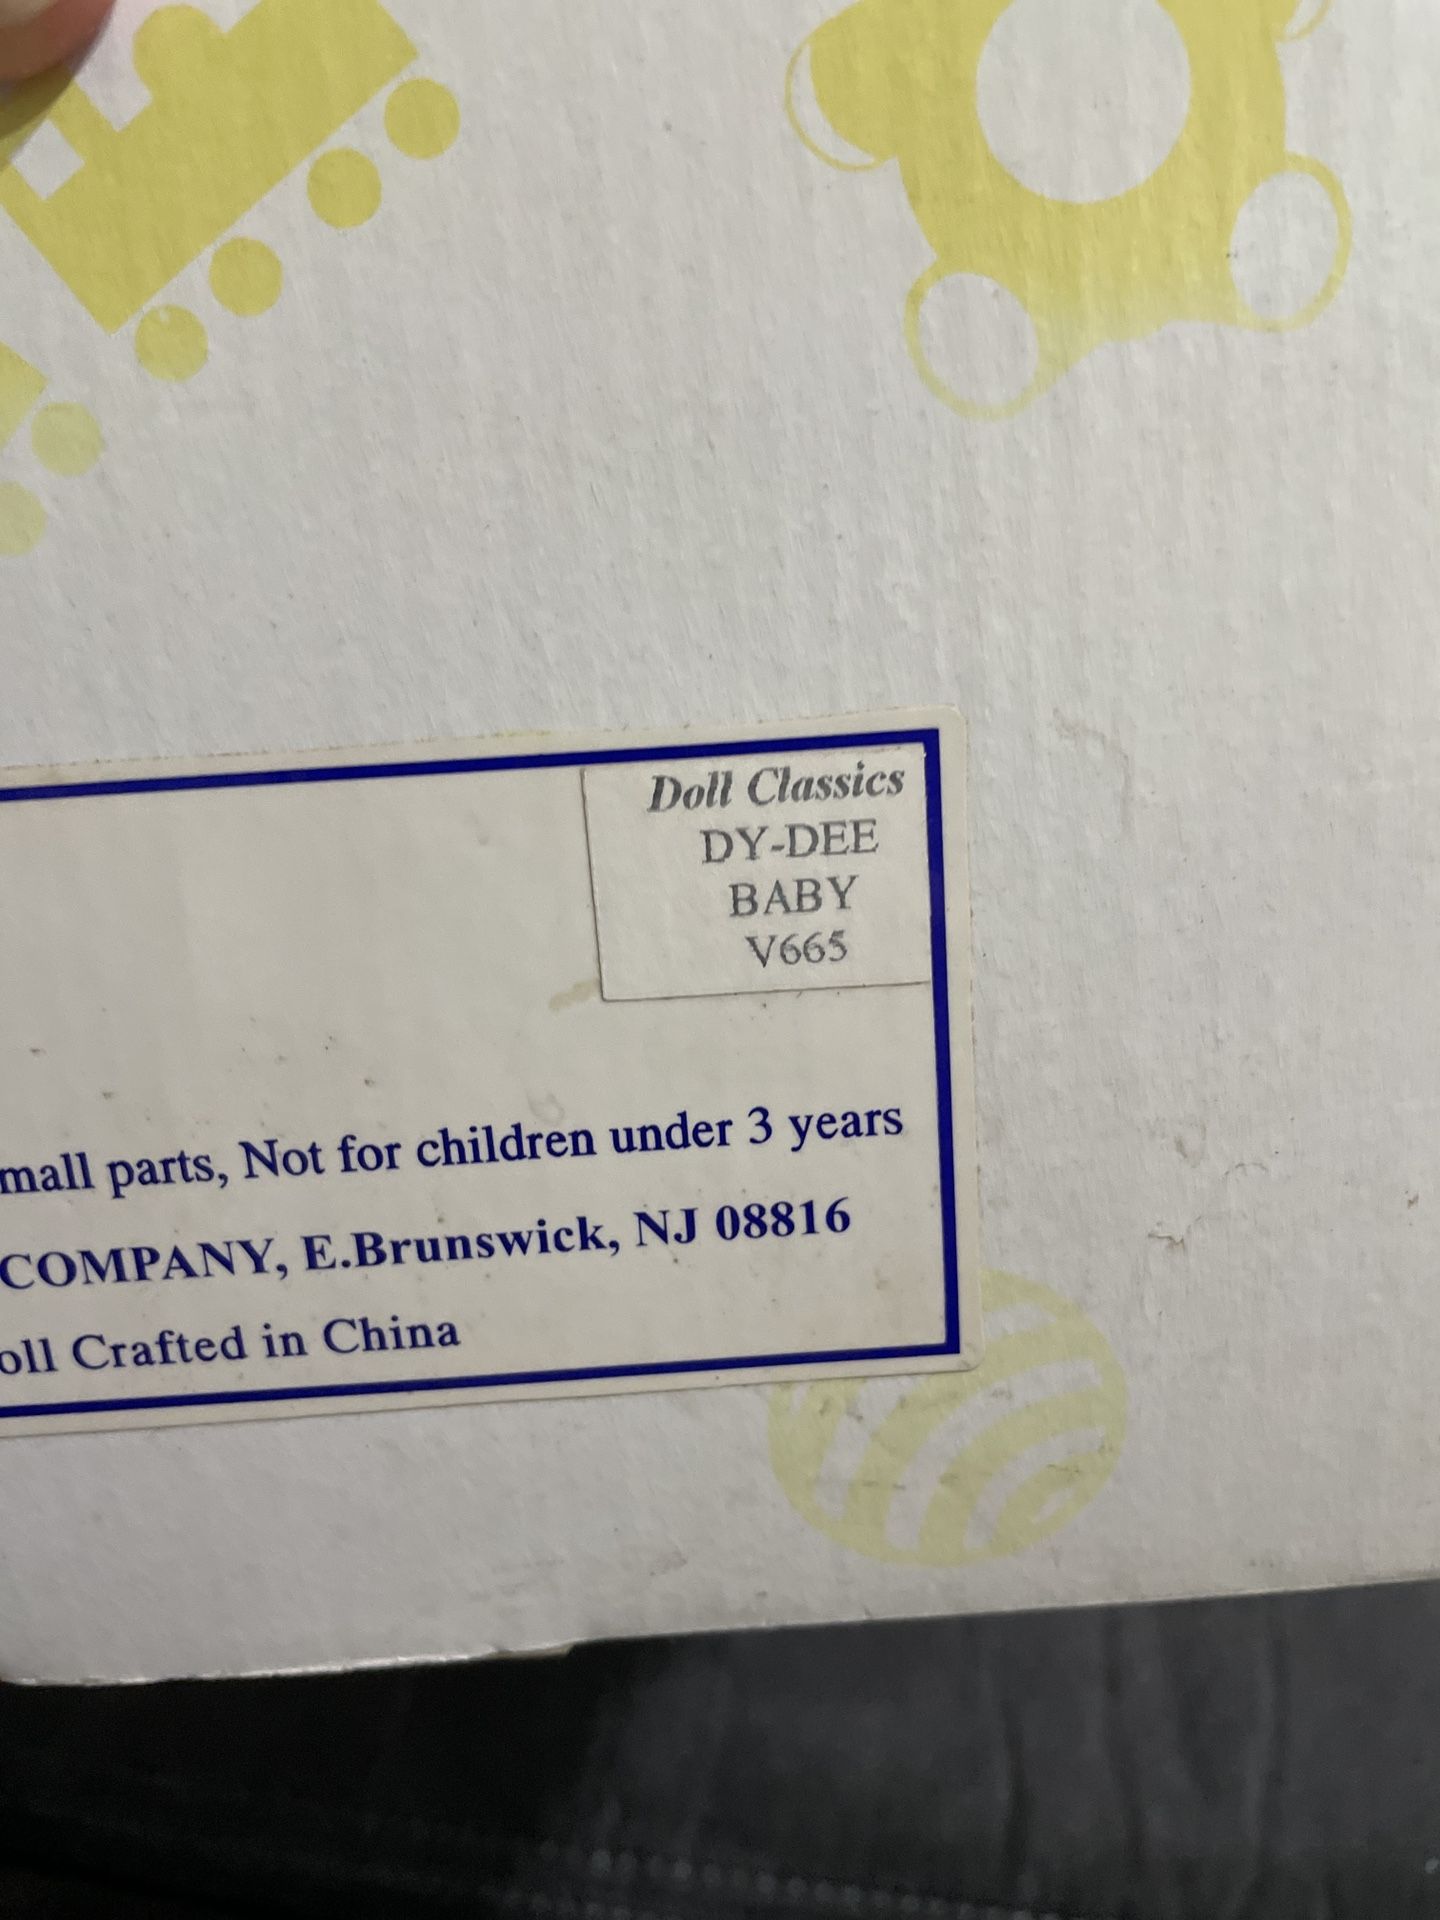 Doll Classics
DY-DEE
BABY
V665
mall parts, Not for children under 3 years
COMPANY, E.Brunswick, NJ 08816
oll Crafted in China